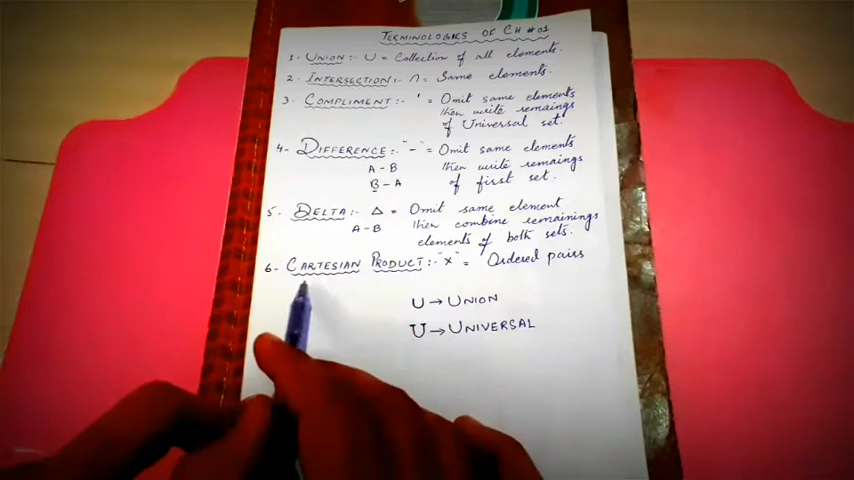 TERMINOLOGIES OF CH # 01
1- UNION :- U = Collection of all elements.
2- INTERSECTION :- ∩ = Same elements.
3- COMPLIMENT :- ' = Omit same elements
then write remainings
of Universal set.
4- DIFFERENCE :- "-" = Omit same elements
A-B then write remainings
B-A of first set.
5- DELTA :- △ = Omit same element
A-B then combine remainings
elements of both sets.
6- CARTESIAN PRODUCT :- "x" = Ordered pairs
U → UNION
U → UNIVERSAL